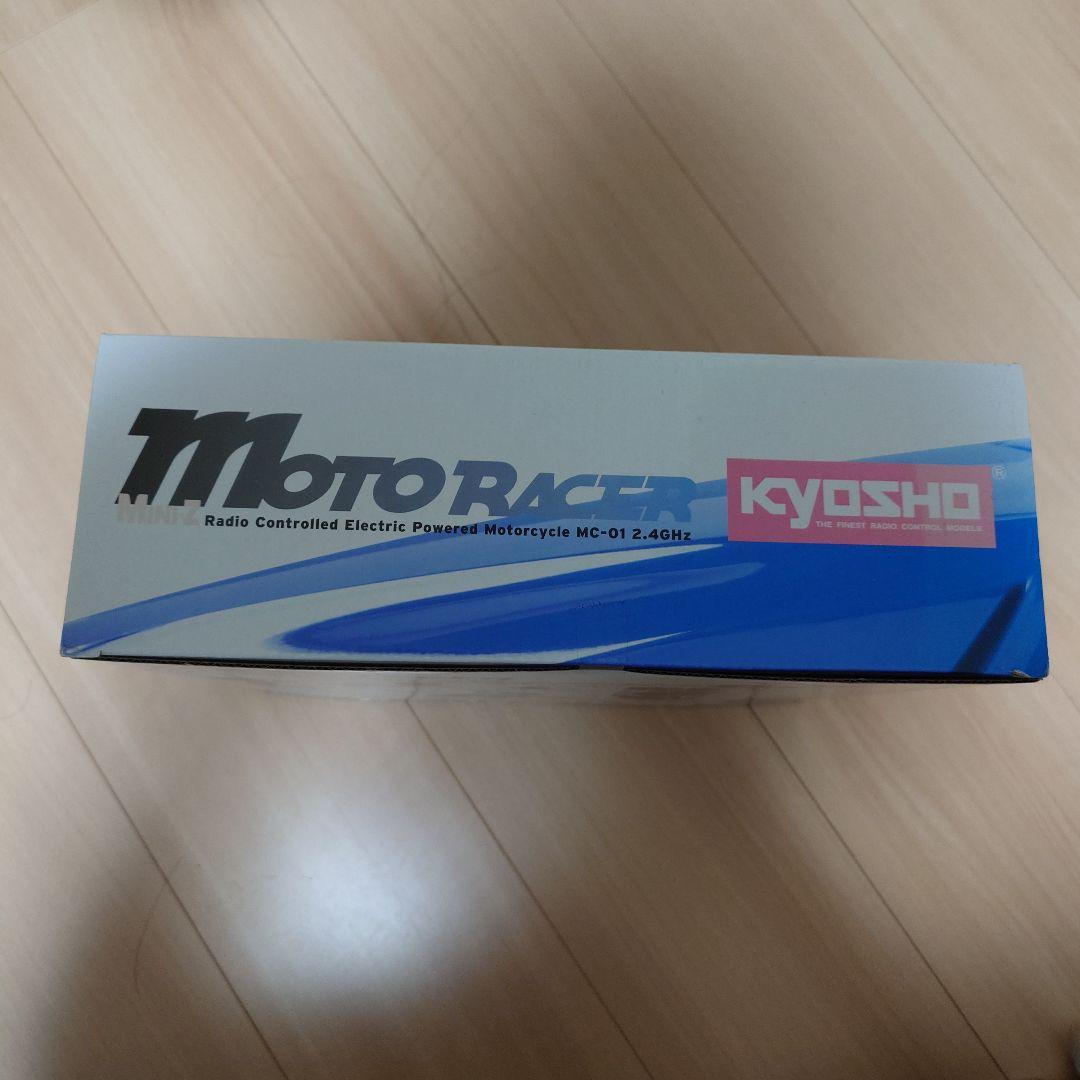 MOTO RACER
MINI-Z Radio Controlled Electric Powered Motorcycle MC-01 2.4GHz
KYOSHO®
THE FINEST RADIO CONTROL MODELS